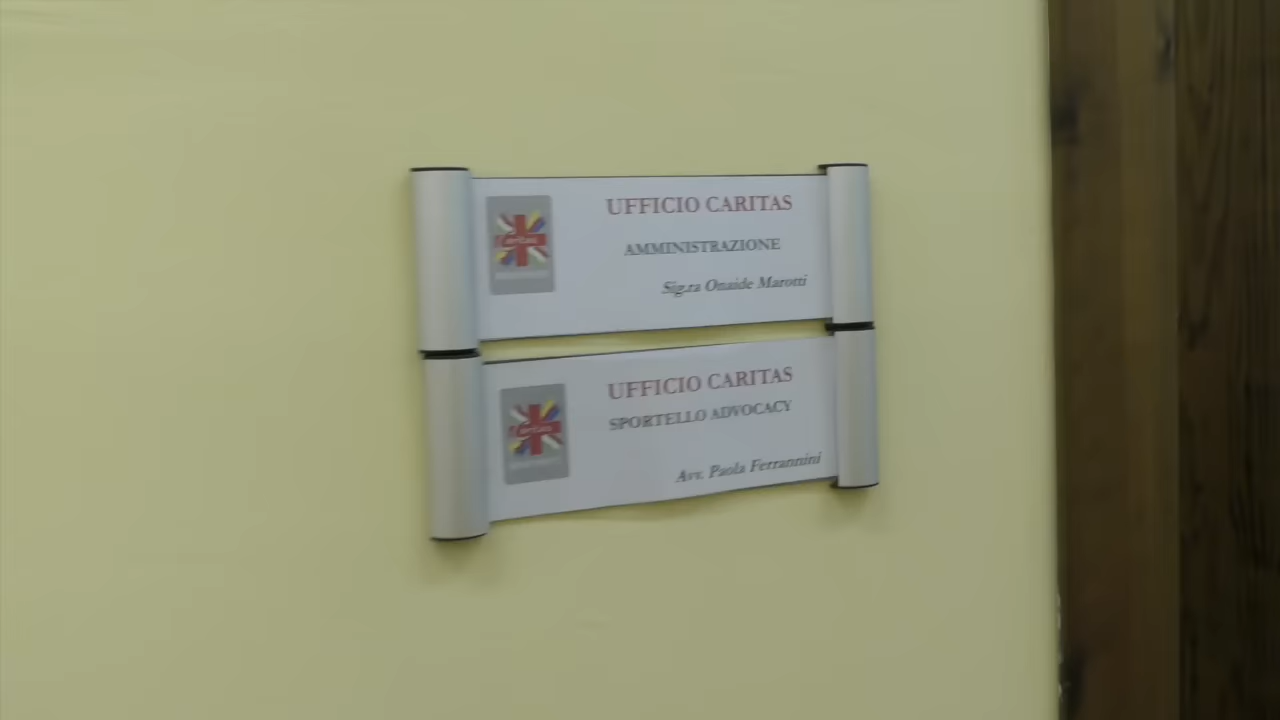 UFFICIO CARITAS
AMMINISTRAZIONE
Sig.ra Onaide Marotti
UFFICIO CARITAS
SPORTELLO ADVOCACY
Avv. Paola Ferrannini